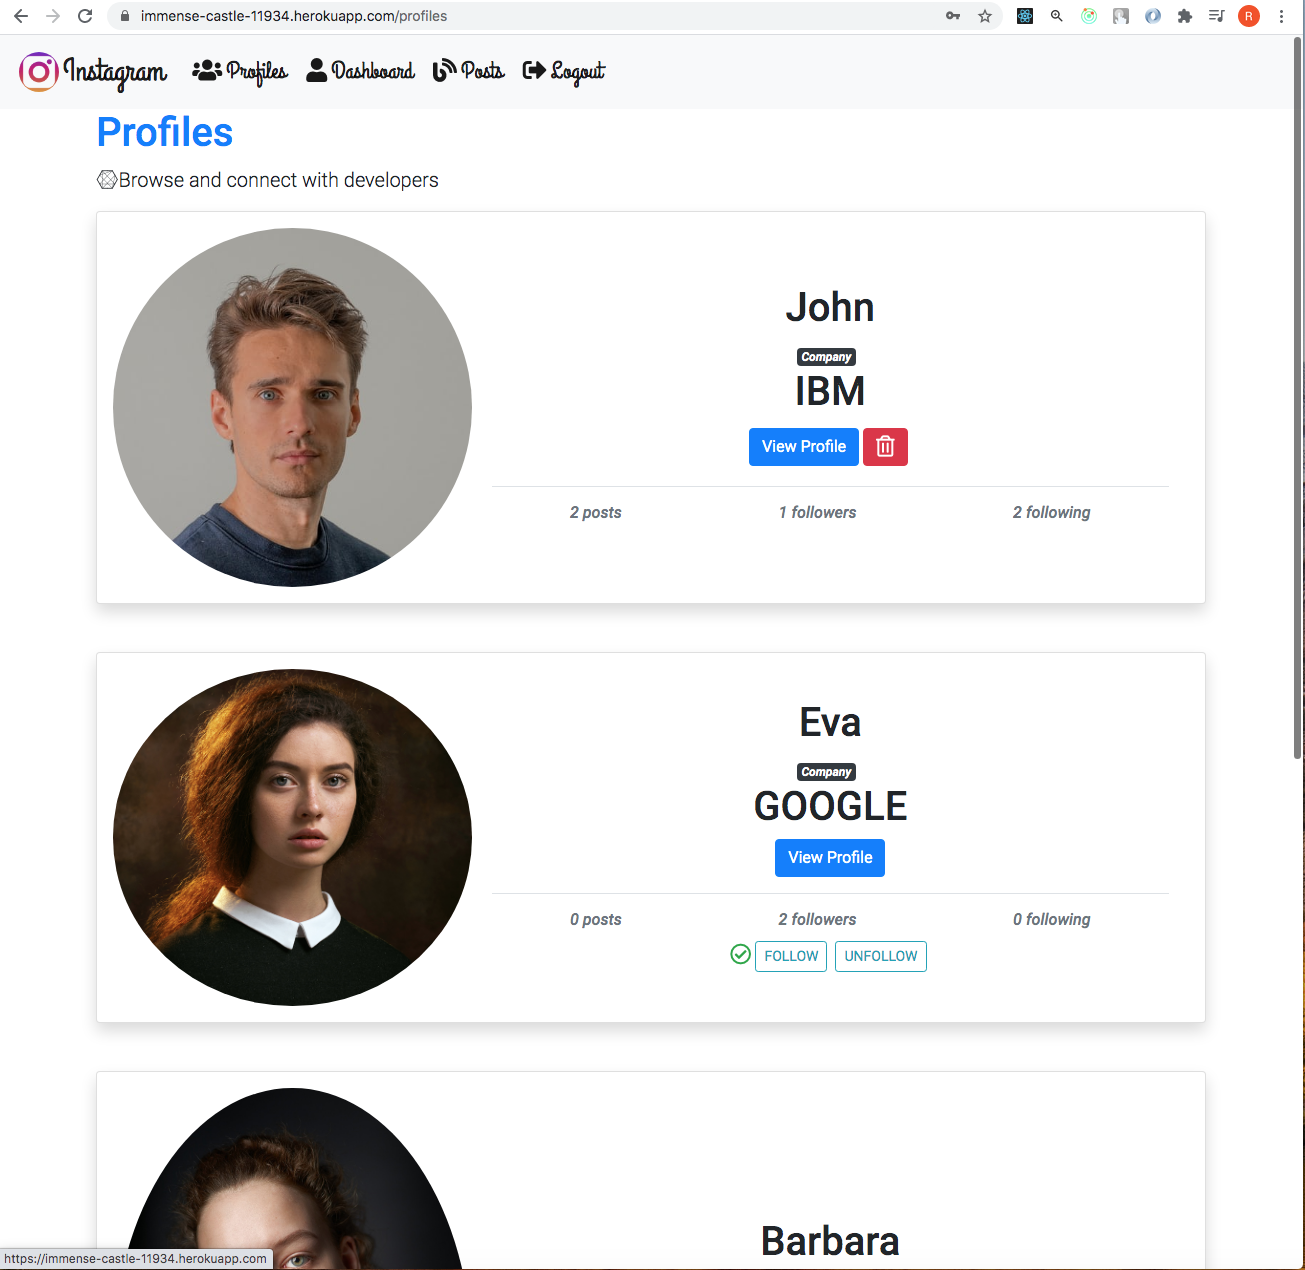 immense-castle-11934.herokuapp.com/profiles
R
Instagram Profiles Dashboard Posts Logout
Profiles
Browse and connect with developers
John
Company
IBM
View Profile
2 posts 1 followers 2 following
Eva
Company
GOOGLE
View Profile
0 posts 2 followers 0 following
FOLLOW UNFOLLOW
Barbara
https://immense-castle-11934.herokuapp.com